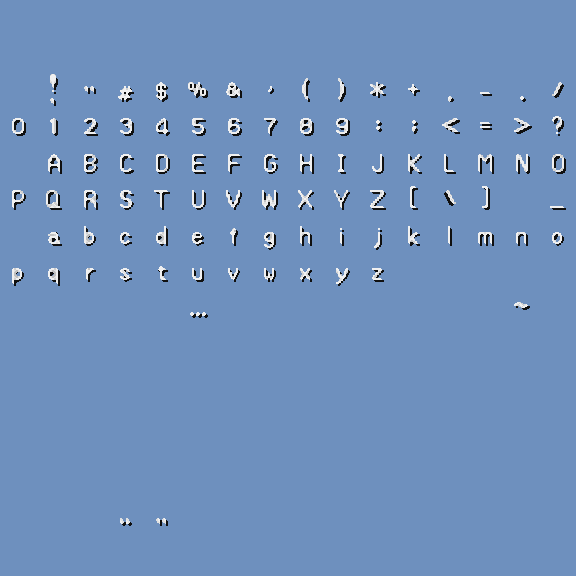 ! " # $ % & ' ( ) * + , - . /
0 1 2 3 4 5 6 7 8 9 : ; < = > ?
A B C D E F G H I J K L M N O
P Q R S T U V W X Y Z [ \ ] _
a b c d e f g h i j k l m n o
p q r s t u v w x y z
… ~
“ ”